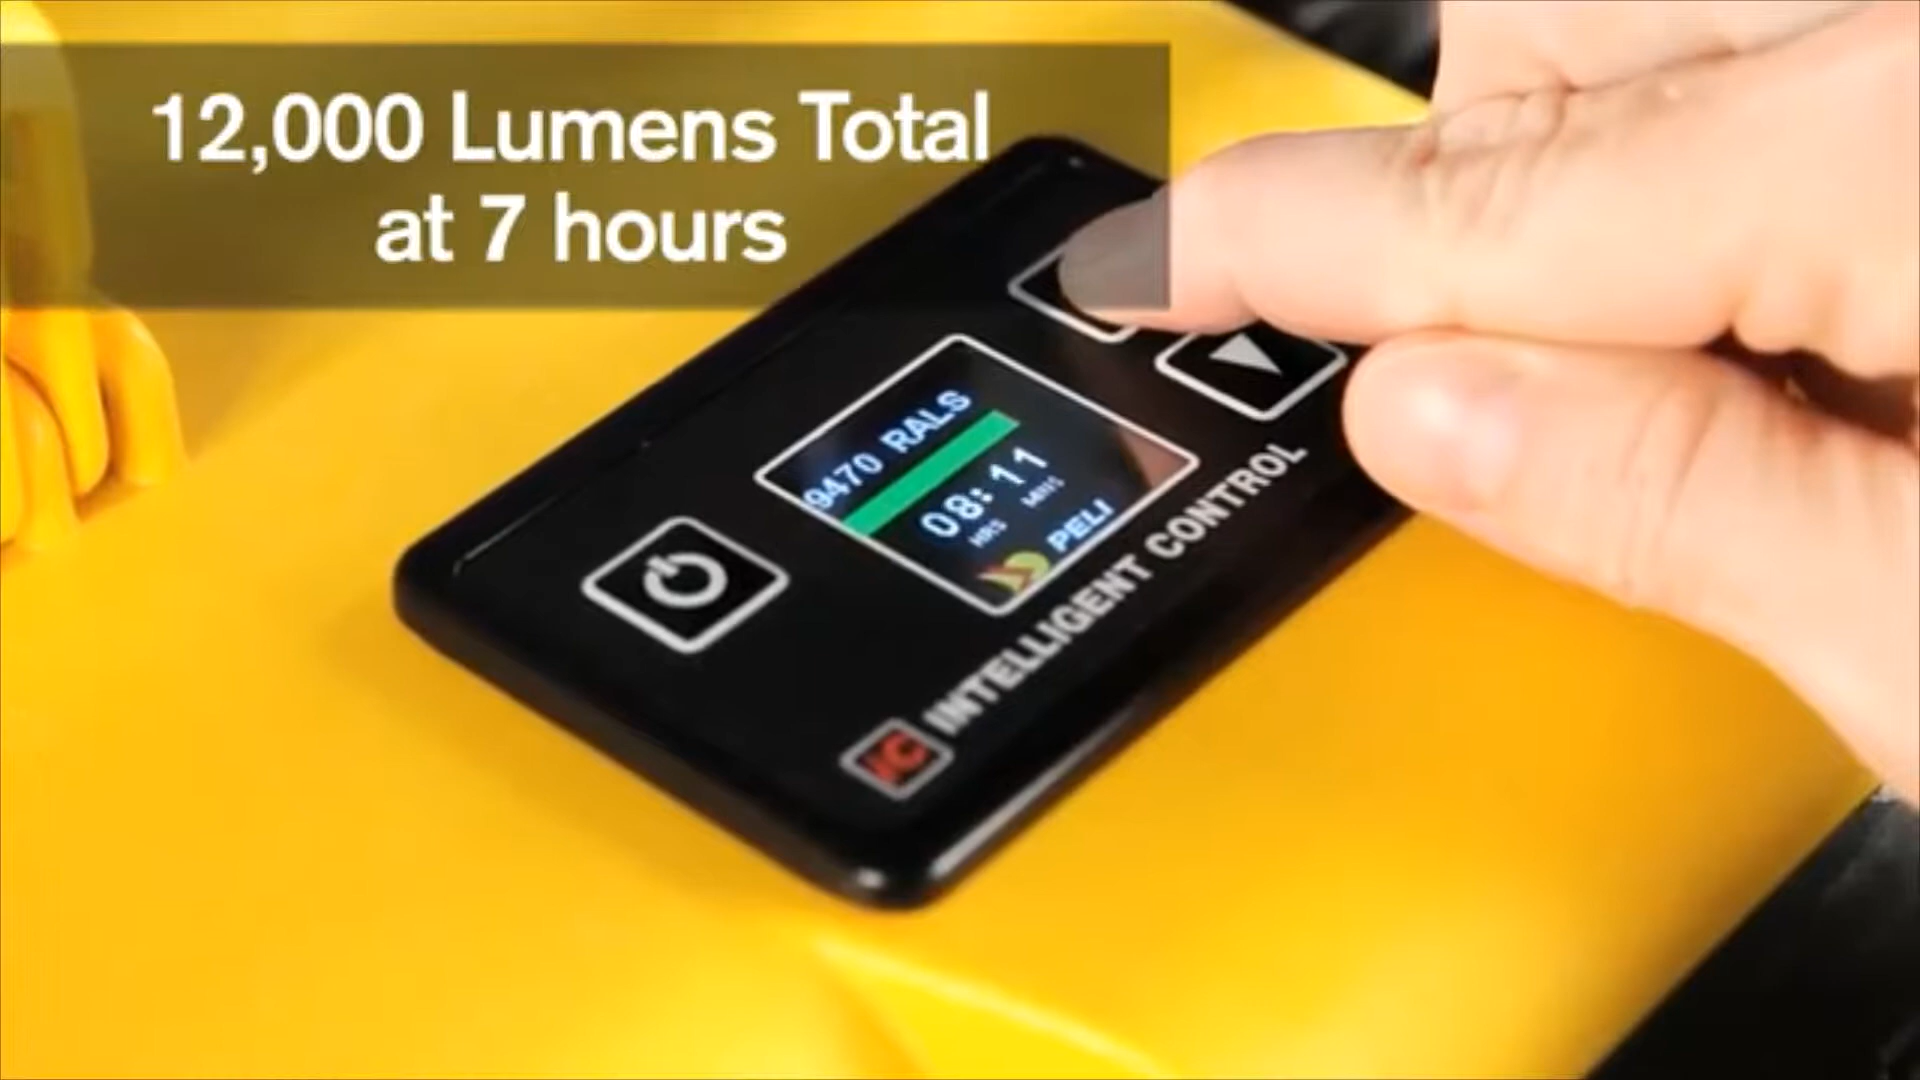 12,000 Lumens Total
at 7 hours
9470 RALS
08:11
HRS MINS
PELI
INTELLIGENT CONTROL
iC